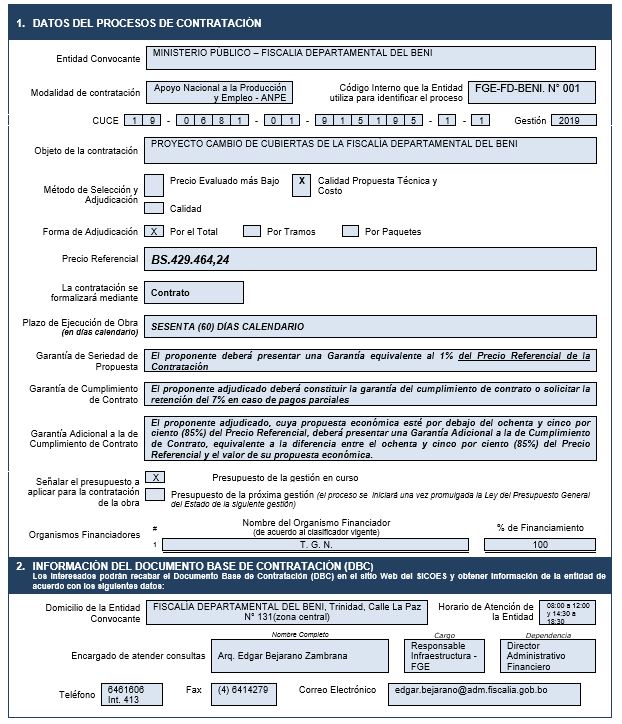 1. DATOS DEL PROCESOS DE CONTRATACIÓN
Entidad Convocante
MINISTERIO PÚBLICO – FISCALIA DEPARTAMENTAL DEL BENI
Modalidad de contratación
Apoyo Nacional a la Producción
y Empleo - ANPE
Código Interno que la Entidad
utiliza para identificar el proceso
FGE-FD-BENI. N° 001
CUCE 1 9 - 0 6 8 1 - 0 1 - 9 1 5 1 9 5 - 1 - 1 Gestión 2019
Objeto de la contratación
PROYECTO CAMBIO DE CUBIERTAS DE LA FISCALÍA DEPARTAMENTAL DEL BENI
Método de Selección y
Adjudicación
Precio Evaluado más Bajo
X Calidad Propuesta Técnica y
Costo
Calidad
Forma de Adjudicación X Por el Total Por Tramos Por Paquetes
Precio Referencial BS.429.464,24
La contratación se
formalizará mediante
Contrato
Plazo de Ejecución de Obra
(en días calendario)
SESENTA (60) DÍAS CALENDARIO
Garantía de Seriedad de
Propuesta
El proponente deberá presentar una Garantía equivalente al 1% del Precio Referencial de la
Contratación
Garantía de Cumplimiento
de Contrato
El proponente adjudicado deberá constituir la garantía del cumplimiento de contrato o solicitar la
retención del 7% en caso de pagos parciales
Garantía Adicional a la de
Cumplimiento de Contrato
El proponente adjudicado, cuya propuesta económica esté por debajo del ochenta y cinco por
ciento (85%) del Precio Referencial, deberá presentar una Garantía Adicional a la de Cumplimiento
de Contrato, equivalente a la diferencia entre el ochenta y cinco por ciento (85%) del Precio
Referencial y el valor de su propuesta económica.
Señalar el presupuesto a
aplicar para la contratación
de la obra
X Presupuesto de la gestión en curso
Presupuesto de la próxima gestión (el proceso se iniciará una vez promulgada la Ley del Presupuesto General
del Estado de la siguiente gestión)
Organismos Financiadores
#
Nombre del Organismo Financiador
(de acuerdo al clasificador vigente)
% de Financiamiento
1 T. G. N. 100
2. INFORMACIÓN DEL DOCUMENTO BASE DE CONTRATACIÓN (DBC)
Los interesados podrán recabar el Documento Base de Contratación (DBC) en el sitio Web del SICOES y obtener información de la entidad de
acuerdo con los siguientes datos:
Domicilio de la Entidad
Convocante
FISCALÍA DEPARTAMENTAL DEL BENI, Trinidad, Calle La Paz
N° 131(zona central)
Horario de Atención de
la Entidad
08:00 a 12:00
y 14:30 a
18:30
Nombre Completo Cargo Dependencia
Encargado de atender consultas
Arq. Edgar Bejarano Zambrana
Responsable
Infraestructura -
FGE
Director
Administrativo
Financiero
Teléfono
6461606
Int. 413
Fax (4) 6414279
Correo Electrónico edgar.bejarano@adm.fiscalia.gob.bo